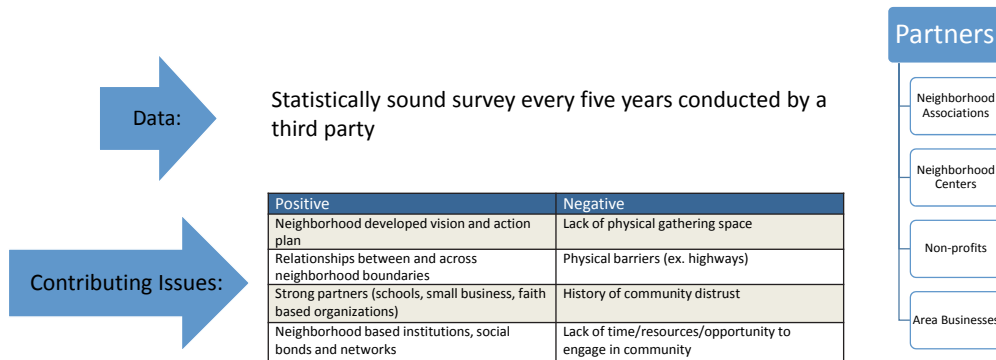 Partners
Data:
Statistically sound survey every five years conducted by a
third party
Neighborhood
Associations
Neighborhood
Centers
Non-profits
Area Businesses
Contributing Issues:
Positive
Negative
Neighborhood developed vision and action
plan
Lack of physical gathering space
Relationships between and across
neighborhood boundaries
Physical barriers (ex. highways)
Strong partners (schools, small business, faith
based organizations)
History of community distrust
Neighborhood based institutions, social
bonds and networks
Lack of time/resources/opportunity to
engage in community